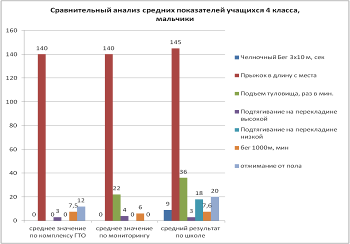 Сравнительный анализ средних показателей учащихся 4 класса,
мальчики
160
140
120
100
80
60
40
20
0
0 140 0 3 0 7,5 12
0 140 22 4 0 6 0
9 145 36 3 18 7,6 20
среднее значение
по комплексу ГТО
среднее значение
по мониторингу
средний результат
по школе
Челночный Бег 3х10 м, сек
Прыжок в длину с места
Подъем туловища, раз в мин.
Подтягивание на перекладине
высокой
Подтягивание на перекладине
низкой
бег 1000м, мин
отжимание от пола